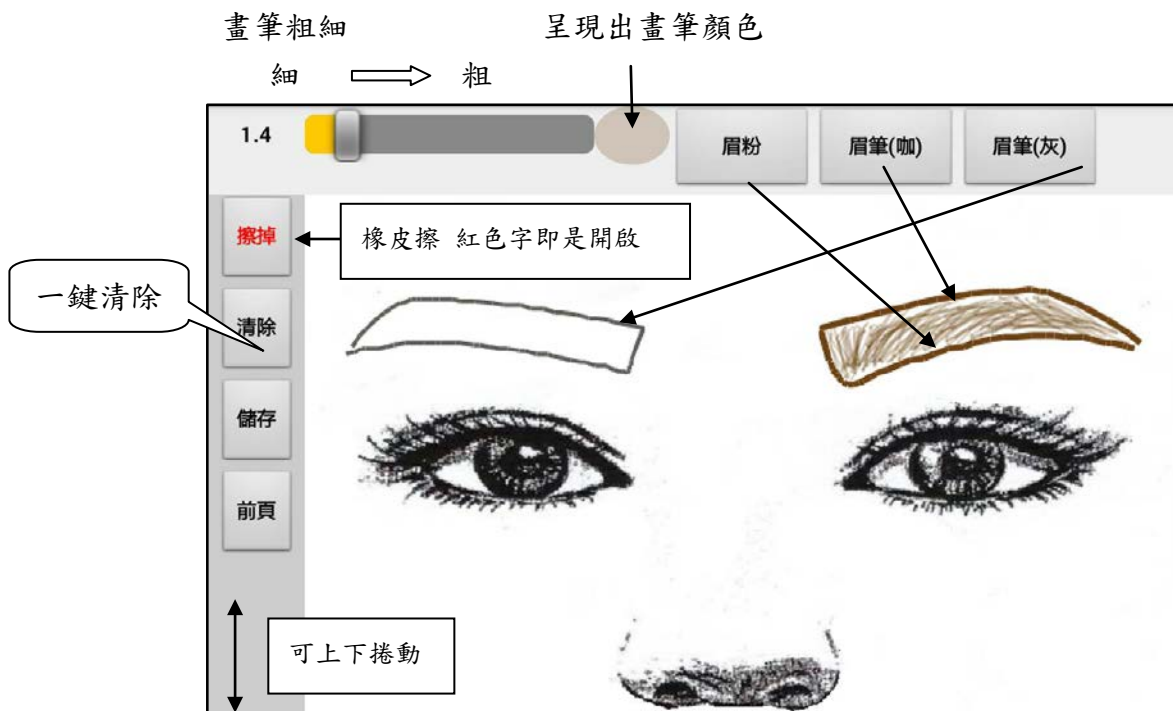 畫筆粗細
呈現出畫筆顏色
細
粗
1.4
眉粉
眉筆(咖)
眉筆(灰)
擦掉
橡皮擦 紅色字即是開啟
一鍵清除
清除
儲存
前頁
可上下捲動